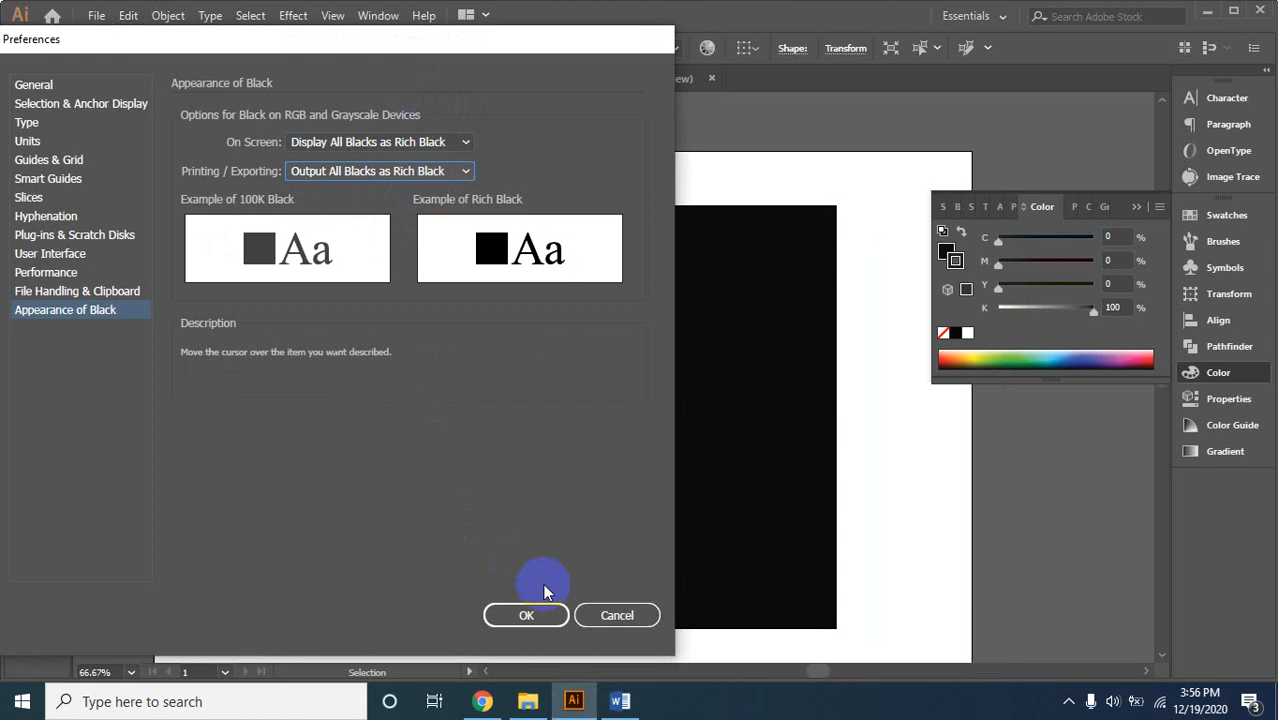 Ai File Edit Object Type Select Effect View Window Help Essentials Search Adobe Stock
Preferences
Shape: Transform
ew) ×
General
Selection & Anchor Display
Type
Units
Guides & Grid
Smart Guides
Slices
Hyphenation
Plug-ins & Scratch Disks
User Interface
Performance
File Handling & Clipboard
Appearance of Black
Appearance of Black
Options for Black on RGB and Grayscale Devices
On Screen: Display All Blacks as Rich Black
Printing / Exporting: Output All Blacks as Rich Black
Example of 100K Black Example of Rich Black
Aa Aa
Description
Move the cursor over the item you want described.
OK Cancel
S B S T A P Color P C Gr
C 0 %
M 0 %
Y 0 %
K 100 %
Character
Paragraph
OpenType
Image Trace
Swatches
Brushes
Symbols
Transform
Align
Pathfinder
Color
Properties
Color Guide
Gradient
66.67% 1 Selection
Type here to search
Ai
W
3:56 PM
12/19/2020
3